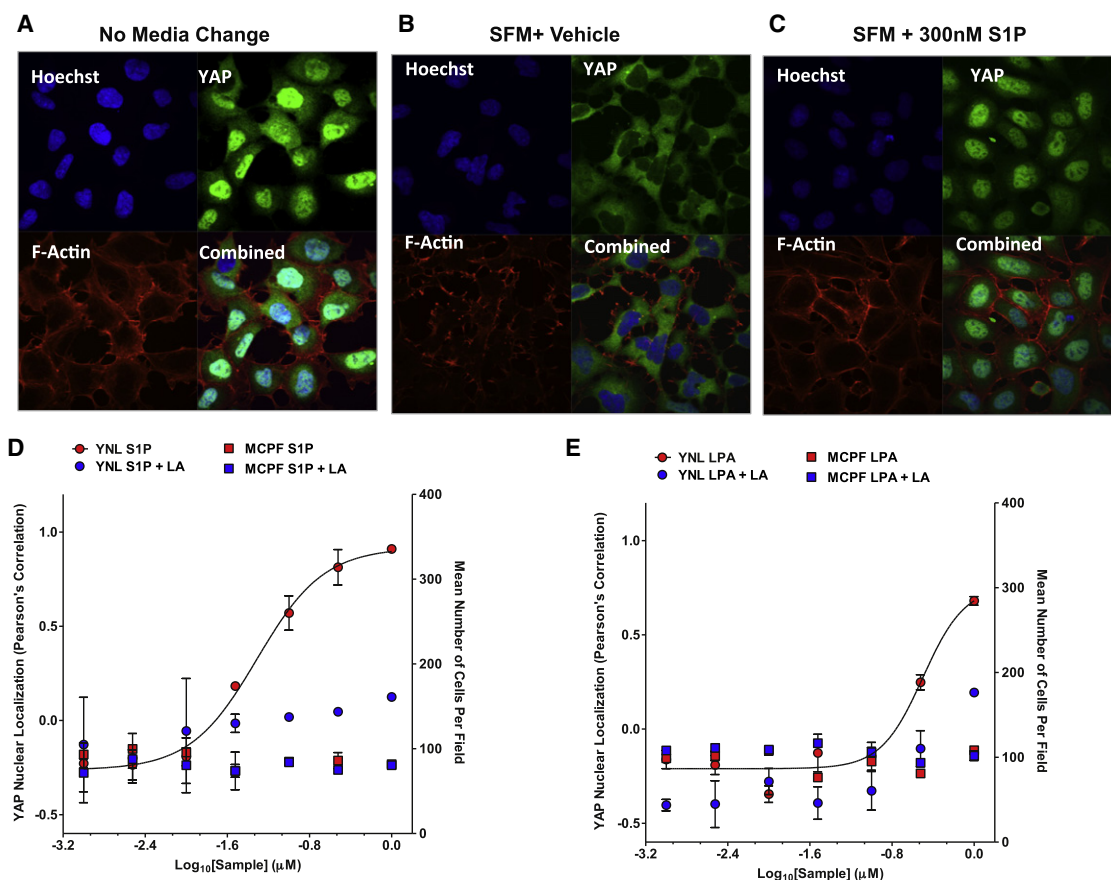 A
No Media Change
Hoechst
YAP
F-Actin
Combined
B
SFM+ Vehicle
Hoechst
YAP
F-Actin
Combined
C
SFM + 300nM S1P
Hoechst
YAP
F-Actin
Combined
D
YNL S1P
YNL S1P + LA
MCPF S1P
MCPF S1P + LA
YAP Nuclear Localization (Pearson's Correlation)
1.0
0.5
0.0
-0.5
400
300
200
100
0
Mean Number of Cells Per Field
-3.2
-2.4
-1.6
-0.8
0.0
Log10[Sample] (μM)
E
YNL LPA
YNL LPA + LA
MCPF LPA
MCPF LPA + LA
YAP Nuclear Localization (Pearson's Correlation)
1.0
0.5
0.0
-0.5
400
300
200
100
0
Mean Number of Cells Per Field
-3.2
-2.4
-1.6
-0.8
0.0
Log10[Sample] (μM)